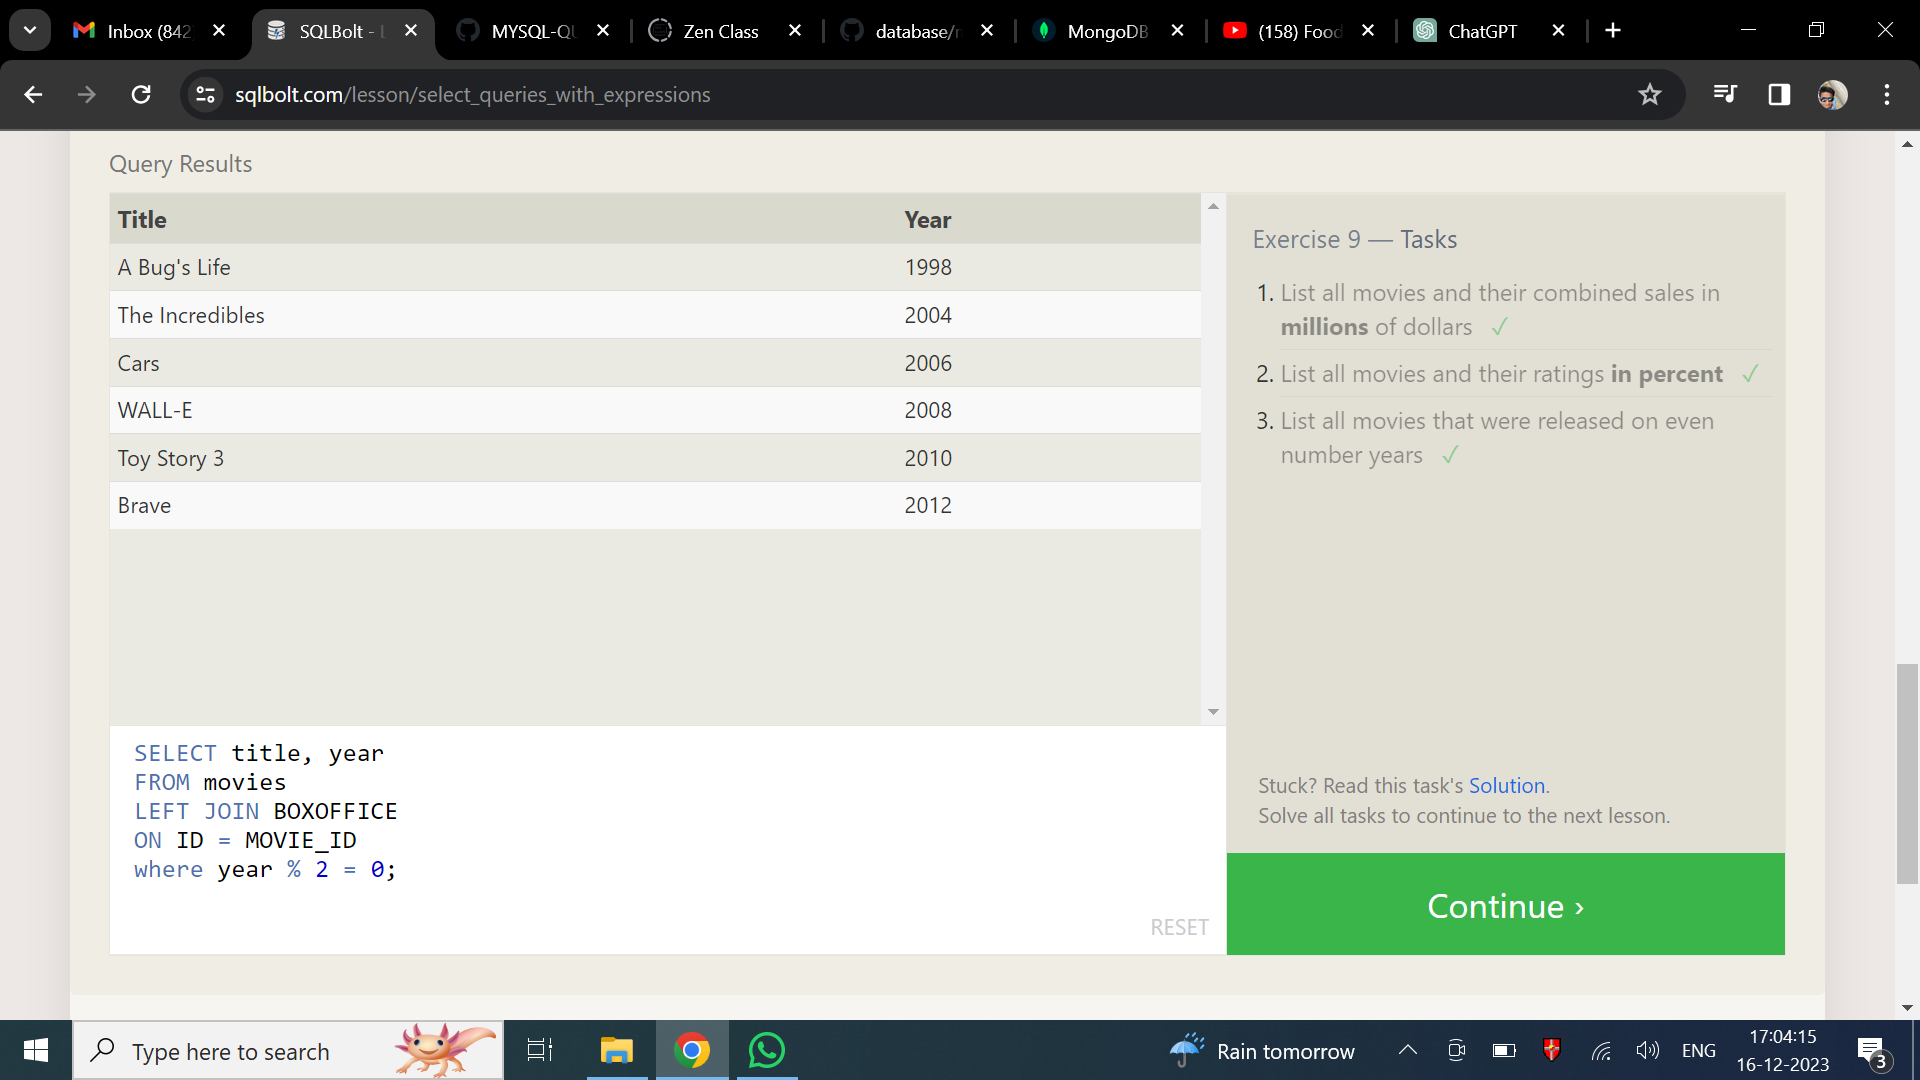 Inbox (842
SQLBolt - L
MYSQL-QU
Zen Class
database/n
MongoDB
(158) Food
ChatGPT
sqlbolt.com/lesson/select_queries_with_expressions
Query Results
Title Year
A Bug's Life 1998
The Incredibles 2004
Cars 2006
WALL-E 2008
Toy Story 3 2010
Brave 2012
Exercise 9 — Tasks
1. List all movies and their combined sales in
millions of dollars ✓
2. List all movies and their ratings in percent ✓
3. List all movies that were released on even
number years ✓
Stuck? Read this task's Solution.
Solve all tasks to continue to the next lesson.
Continue ›
SELECT title, year
FROM movies
LEFT JOIN BOXOFFICE
ON ID = MOVIE_ID
where year % 2 = 0;
RESET
Type here to search
Rain tomorrow
ENG
17:04:15
16-12-2023
3